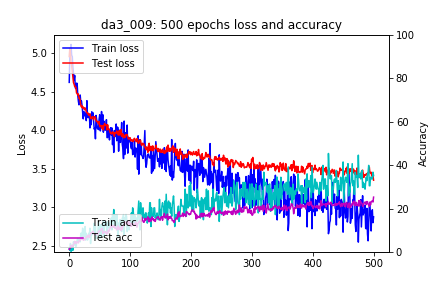 da3_009: 500 epochs loss and accuracy
Train loss
Test loss
5.0
4.5
4.0
3.5
3.0
2.5
Loss
100
80
60
40
20
0
Accuracy
Train acc
Test acc
0 100 200 300 400 500